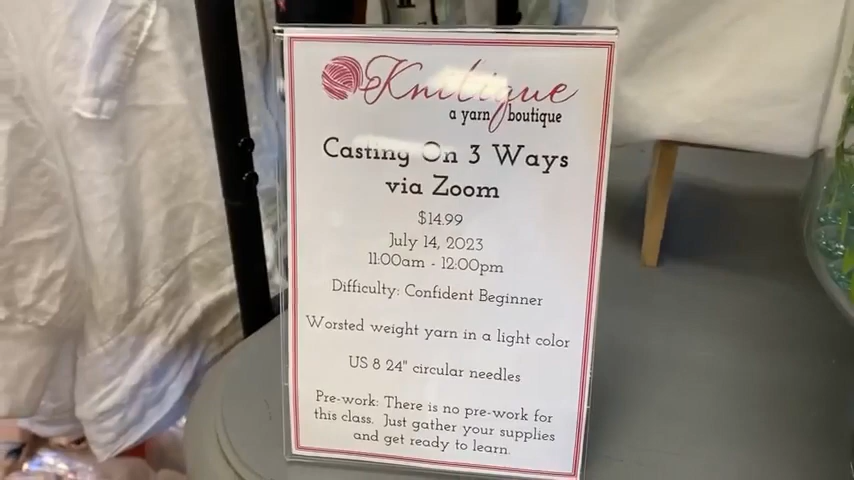 Knitique
a yarn boutique
Casting On 3 Ways
via Zoom
$14.99
July 14, 2023
11:00am - 12:00pm
Difficulty: Confident Beginner
Worsted weight yarn in a light color
US 8 24" circular needles
Pre-work: There is no pre-work for
this class. Just gather your supplies
and get ready to learn.